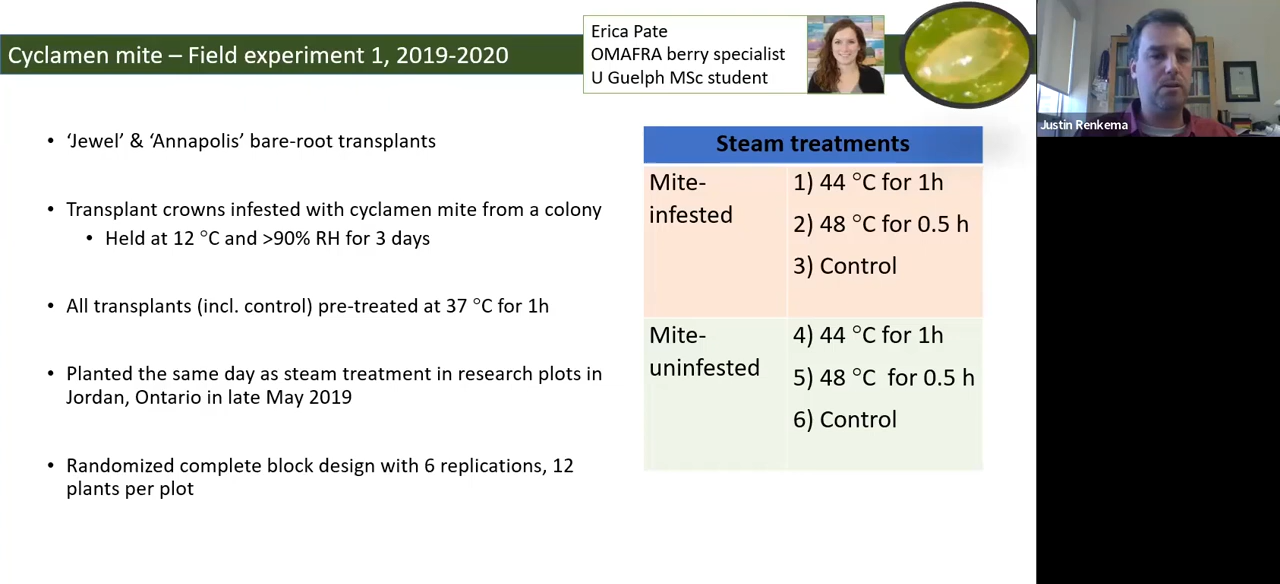 Cyclamen mite – Field experiment 1, 2019-2020
Erica Pate
OMAFRA berry specialist
U Guelph MSc student
Justin Renkema
• 'Jewel' & 'Annapolis' bare-root transplants
• Transplant crowns infested with cyclamen mite from a colony
• Held at 12 °C and >90% RH for 3 days
• All transplants (incl. control) pre-treated at 37 °C for 1h
• Planted the same day as steam treatment in research plots in
Jordan, Ontario in late May 2019
• Randomized complete block design with 6 replications, 12
plants per plot
Steam treatments
Mite-
infested
1) 44 °C for 1h
2) 48 °C for 0.5 h
3) Control
Mite-
uninfested
4) 44 °C for 1h
5) 48 °C for 0.5 h
6) Control